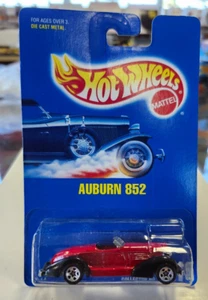 FOR AGES OVER 3
DIE CAST METAL
Hot Wheels
MATTEL
AUBURN 852